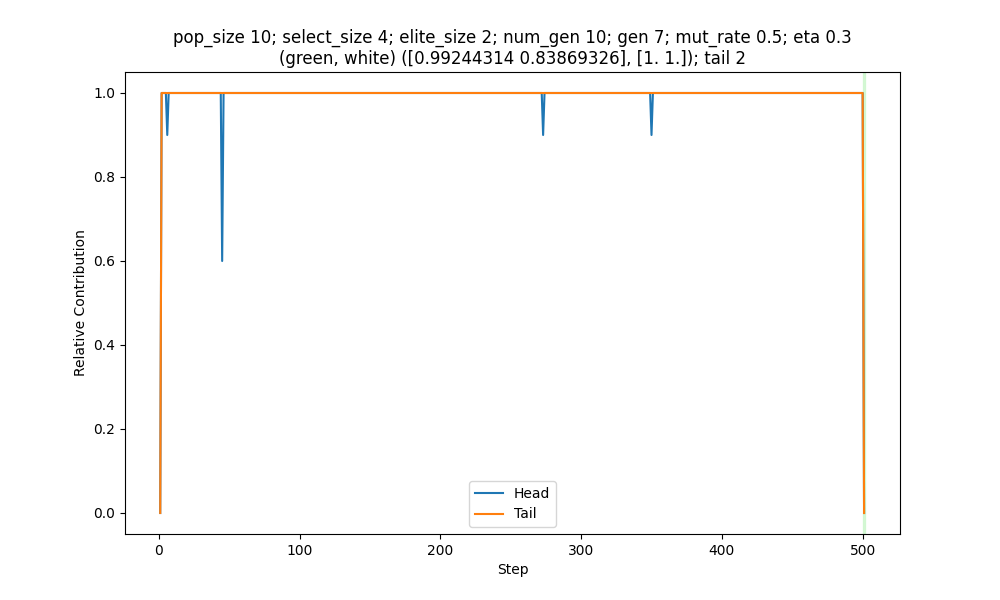 pop_size 10; select_size 4; elite_size 2; num_gen 10; gen 7; mut_rate 0.5; eta 0.3
(green, white) ([0.99244314 0.83869326], [1. 1.]); tail 2
1.0
0.8
0.6
0.4
0.2
0.0
Relative Contribution
Head
Tail
0
100
200
300
400
500
Step